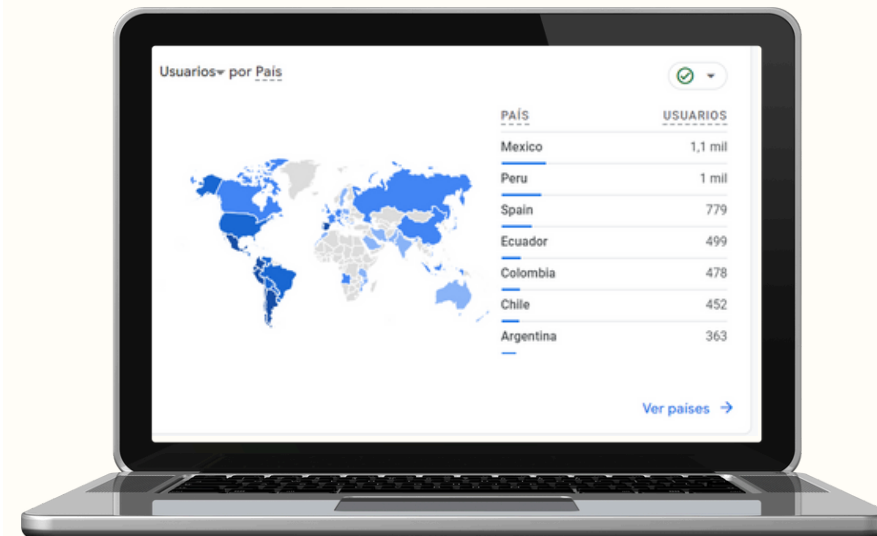 Usuarios por País
PAÍS USUARIOS
Mexico 1,1 mil
Peru 1 mil
Spain 779
Ecuador 499
Colombia 478
Chile 452
Argentina 363
Ver países